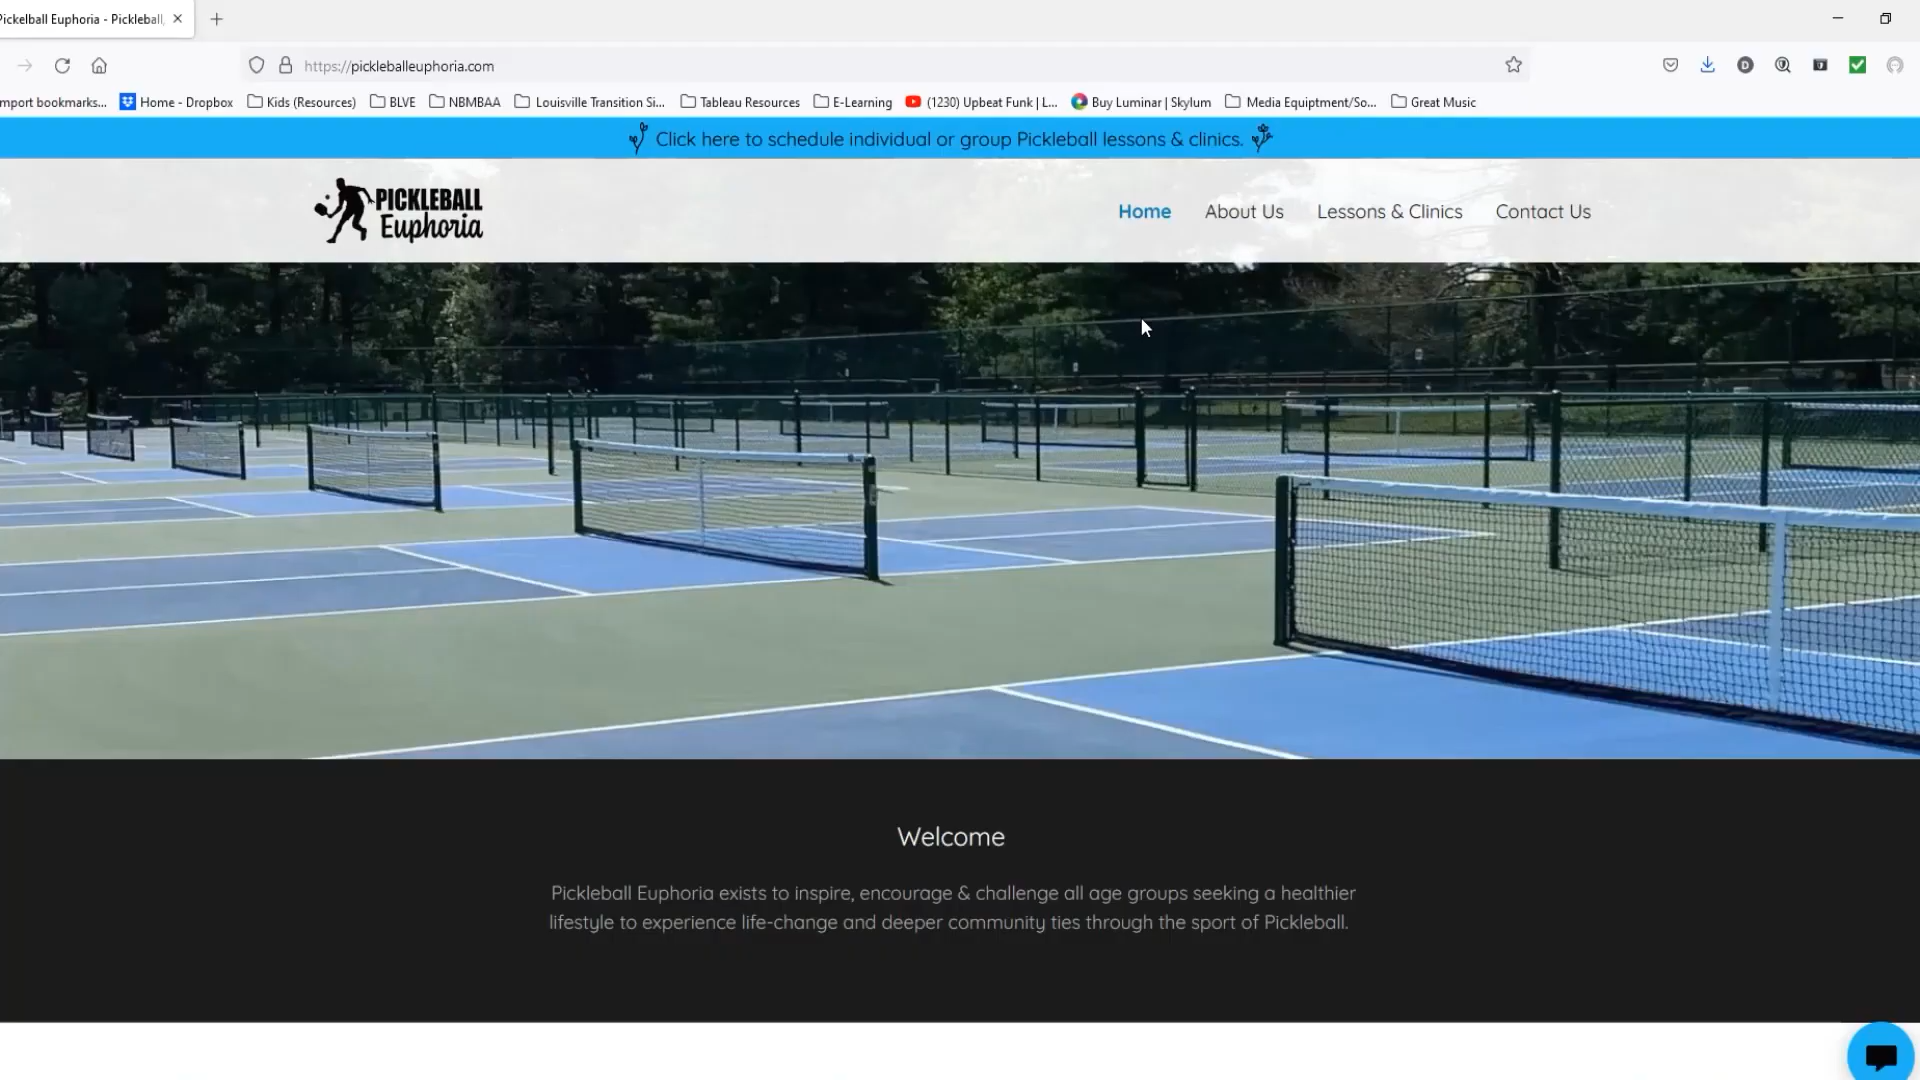 Pickelball Euphoria - Pickleball,
https://pickleballeuphoria.com
mport bookmarks...
Home - Dropbox
Kids (Resources)
BLVE
NBMBAA
Louisville Transition Si...
Tableau Resources
E-Learning
(1230) Upbeat Funk | L...
Buy Luminar | Skylum
Media Equiptment/So...
Great Music
Click here to schedule individual or group Pickleball lessons & clinics.
PICKLEBALL
Euphoria
Home
About Us
Lessons & Clinics
Contact Us
Welcome
Pickleball Euphoria exists to inspire, encourage & challenge all age groups seeking a healthier
lifestyle to experience life-change and deeper community ties through the sport of Pickleball.